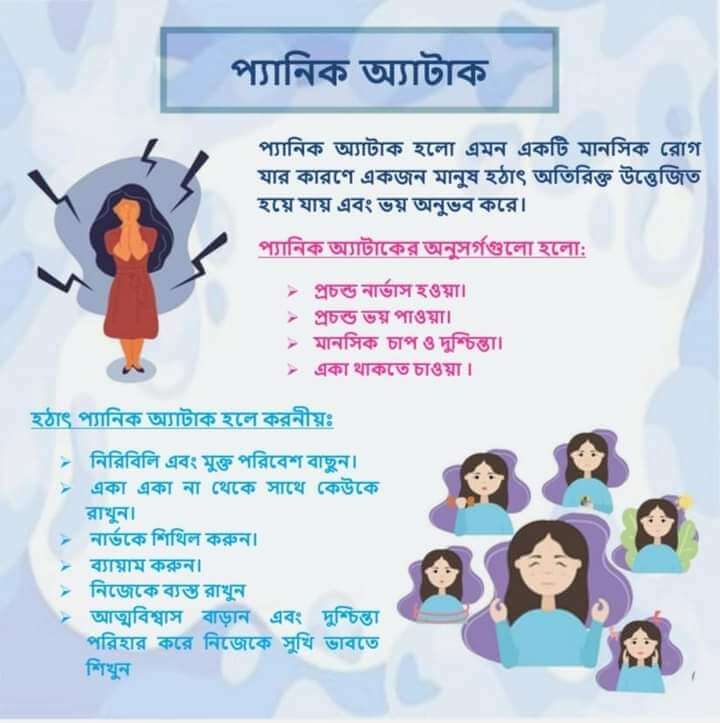 প্যানিক অ্যাটাক
প্যানিক অ্যাটাক হলো এমন একটি মানসিক রোগ
যার কারণে একজন মানুষ হঠাৎ অতিরিক্ত উত্তেজিত
হয়ে যায় এবং ভয় অনুভব করে।
প্যানিক অ্যাটাকের অনুসর্গগুলো হলো:
➢ প্রচন্ড নার্ভাস হওয়া।
➢ প্রচন্ড ভয় পাওয়া।
➢ মানসিক চাপ ও দুশ্চিন্তা।
➢ একা থাকতে চাওয়া ।
হঠাৎ প্যানিক অ্যাটাক হলে করনীয়ঃ
➢ নিরিবিলি এবং মুক্ত পরিবেশ বাছুন।
➢ একা একা না থেকে সাথে কেউকে
রাখুন।
➢ নার্ভকে শিথিল করুন।
➢ ব্যায়াম করুন।
➢ নিজেকে ব্যস্ত রাখুন
➢ আত্মবিশ্বাস বাড়ান এবং দুশ্চিন্তা
পরিহার করে নিজেকে সুখি ভাবতে
শিখুন